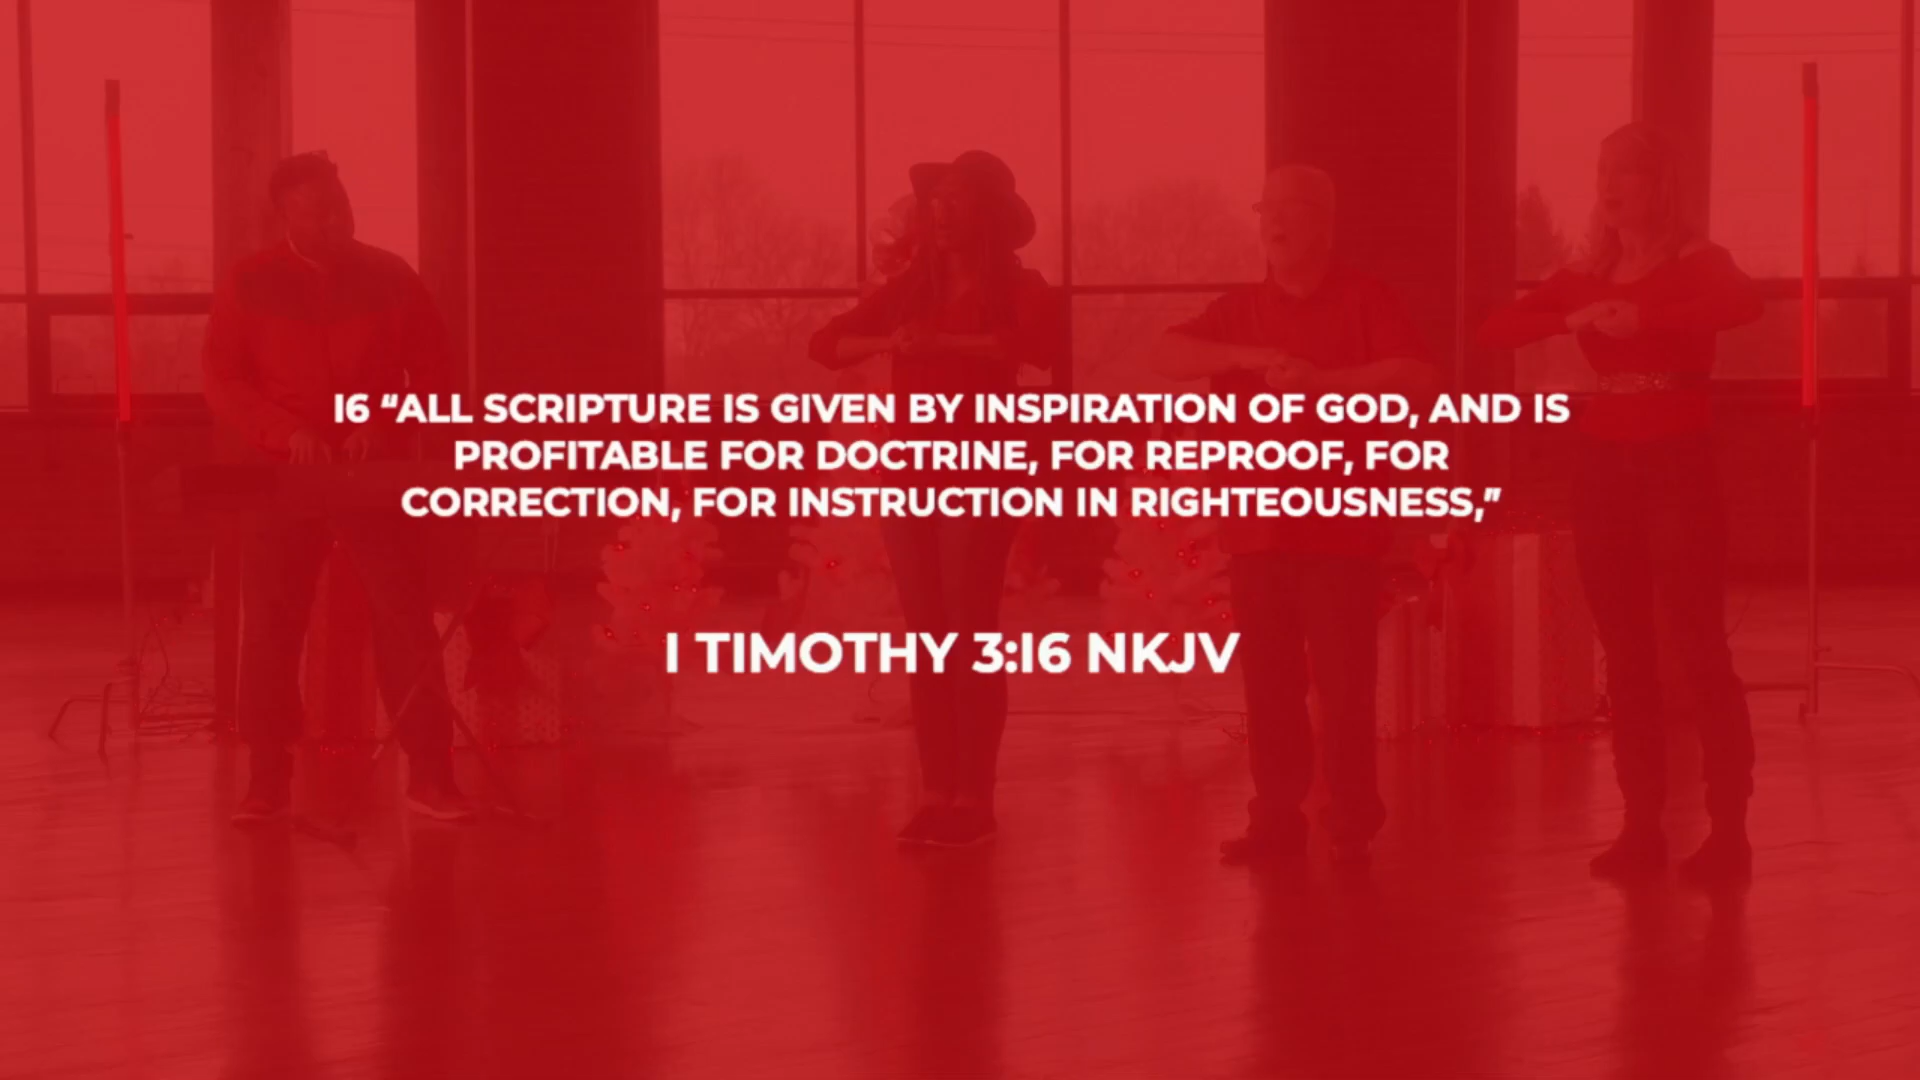 16 “ALL SCRIPTURE IS GIVEN BY INSPIRATION OF GOD, AND IS
PROFITABLE FOR DOCTRINE, FOR REPROOF, FOR
CORRECTION, FOR INSTRUCTION IN RIGHTEOUSNESS,”
1 TIMOTHY 3:16 NKJV